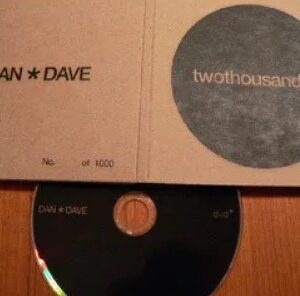 AN * DAVE
No. of 1000
twothousand
DAN * DAVE
dvd*